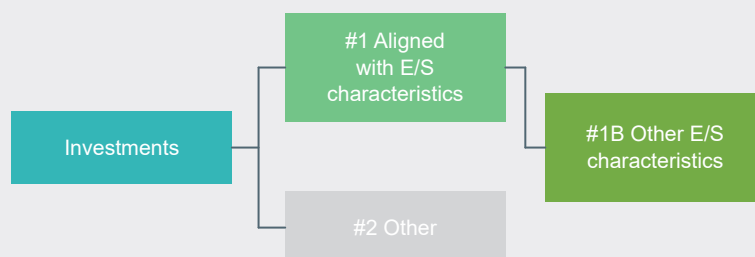 #1 Aligned
with E/S
characteristics
Investments
#1B Other E/S
characteristics
#2 Other